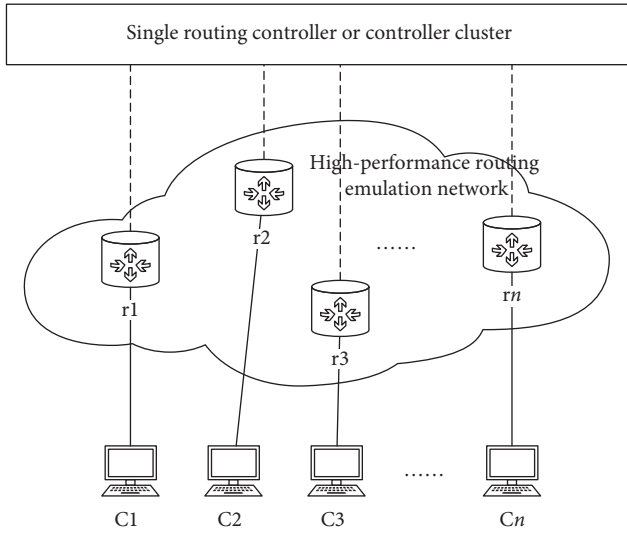 Single routing controller or controller cluster
High-performance routing
emulation network
r2
......
r1
rn
r3
......
C1
C2
C3
Cn